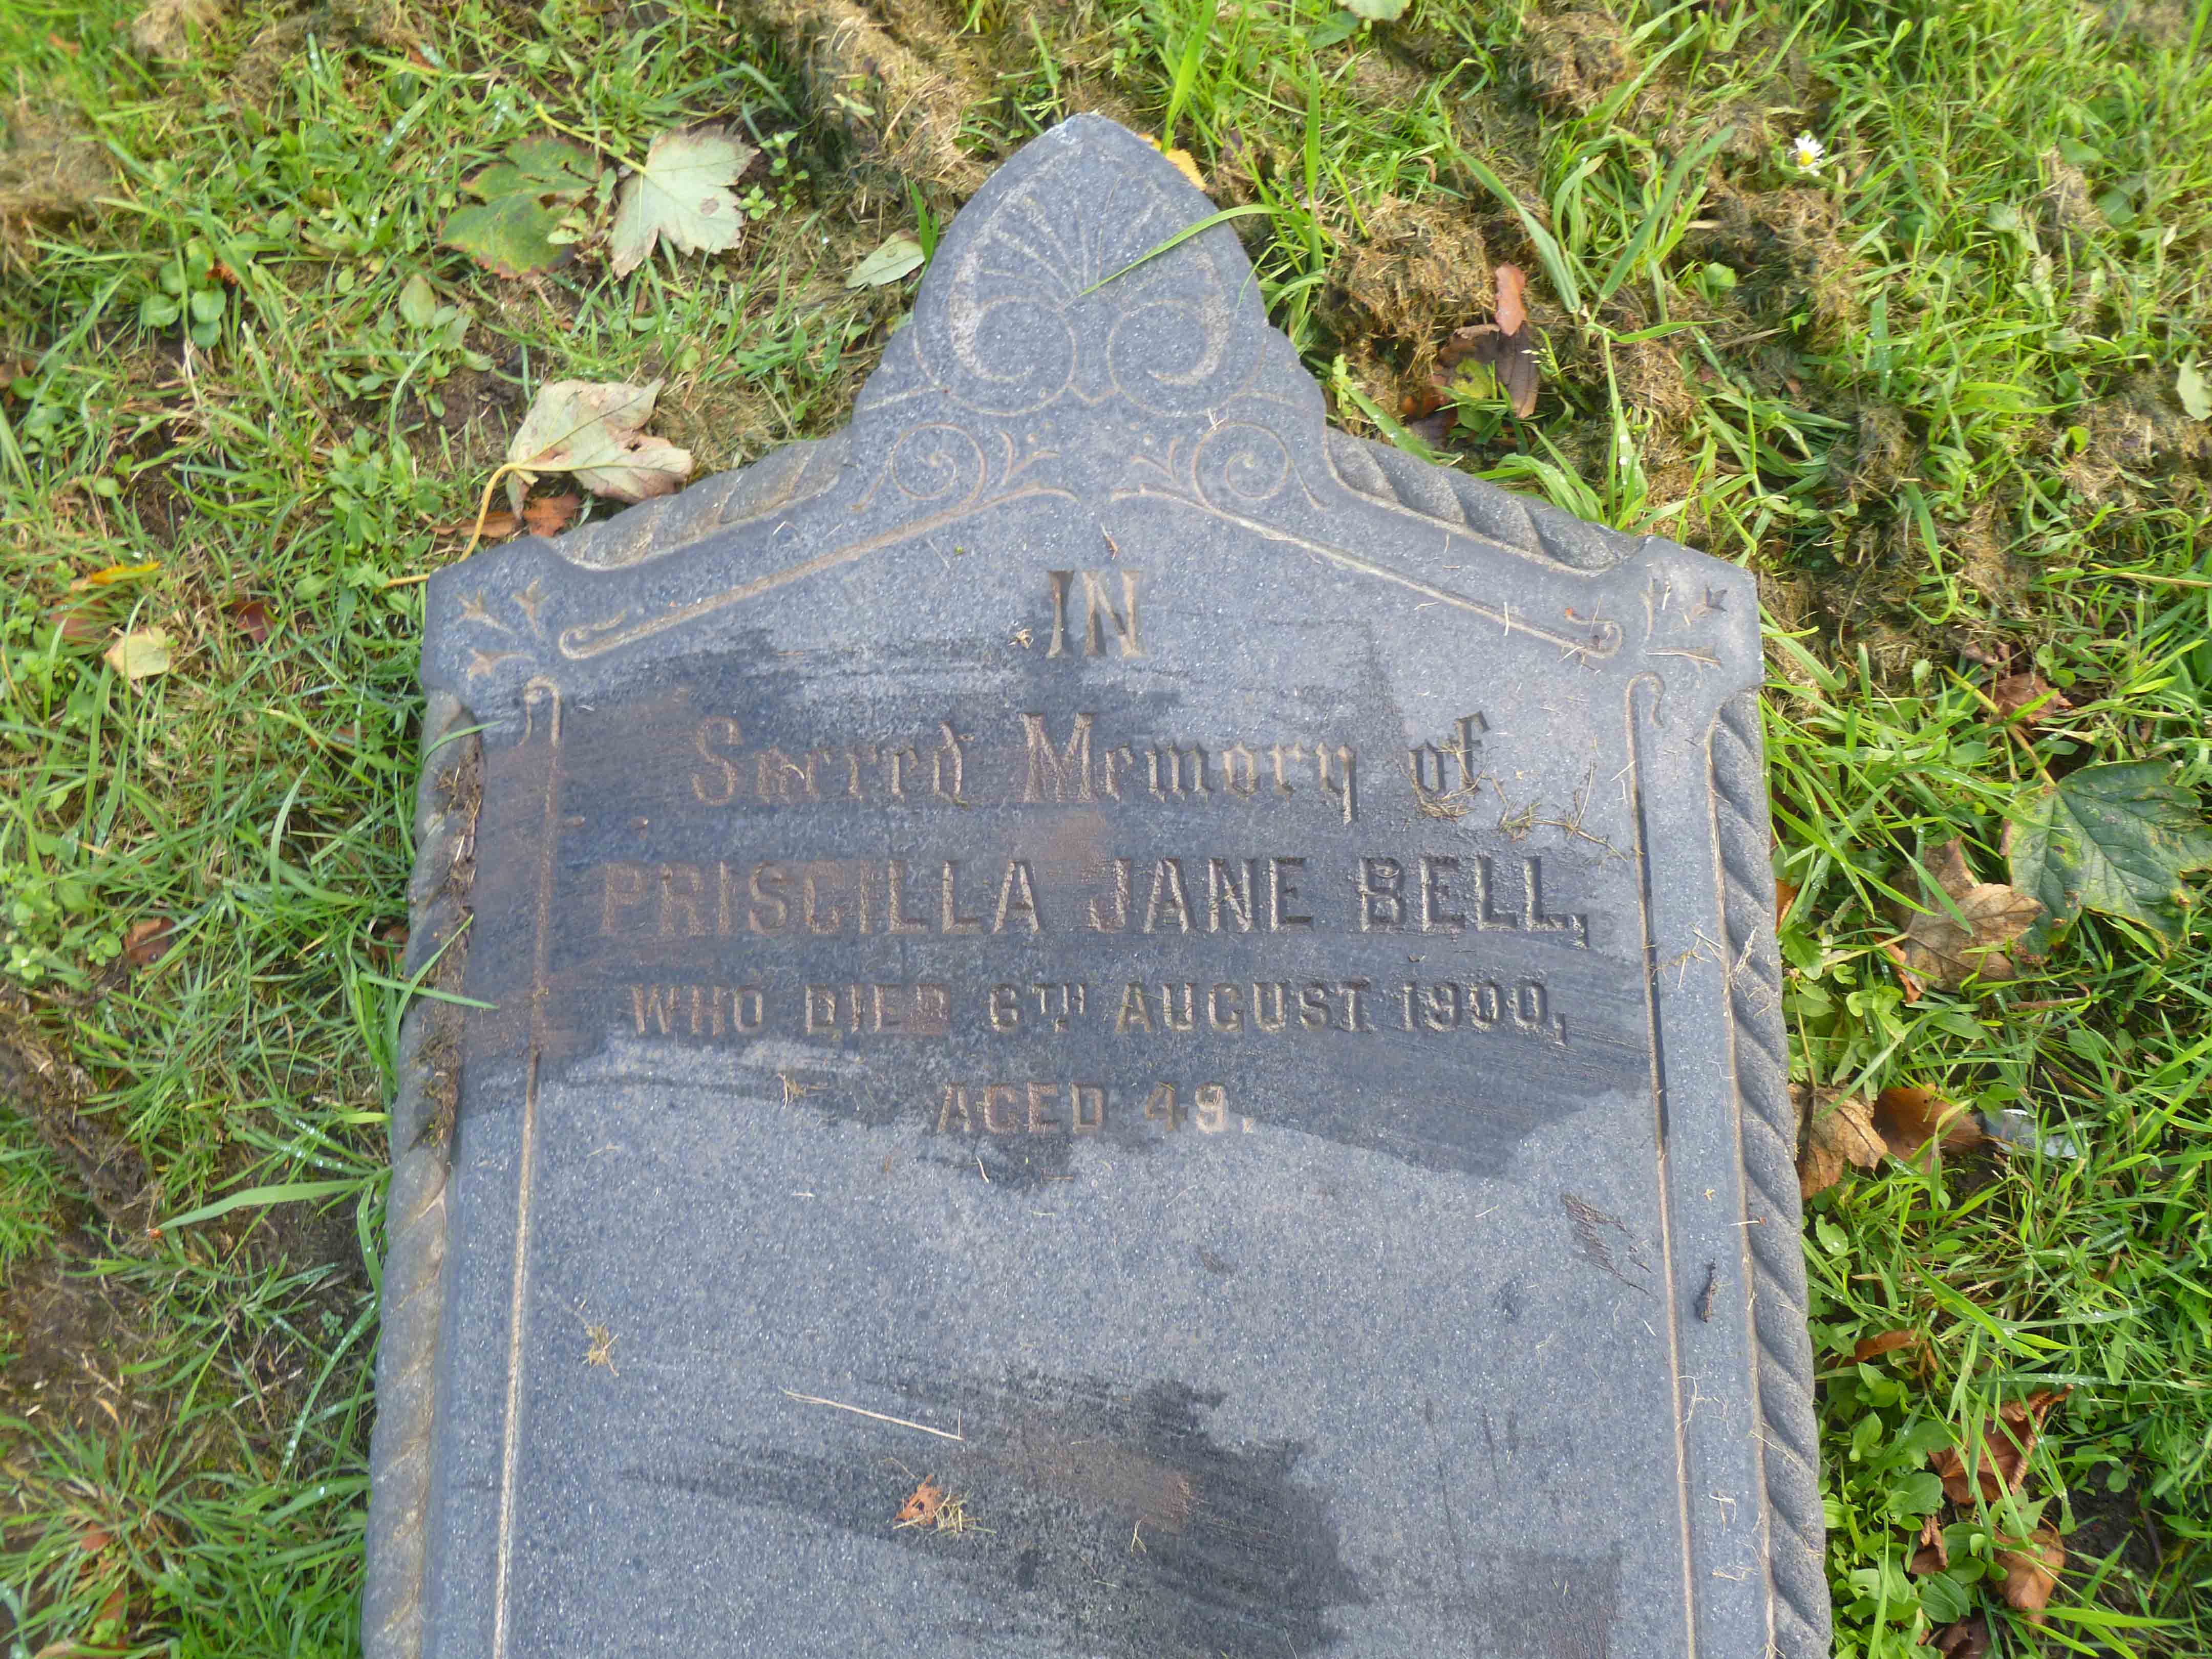 IN
Sacred Memory of
PRISCILLA JANE BELL,
WHO DIED 6TH AUGUST 1900,
AGED 49.